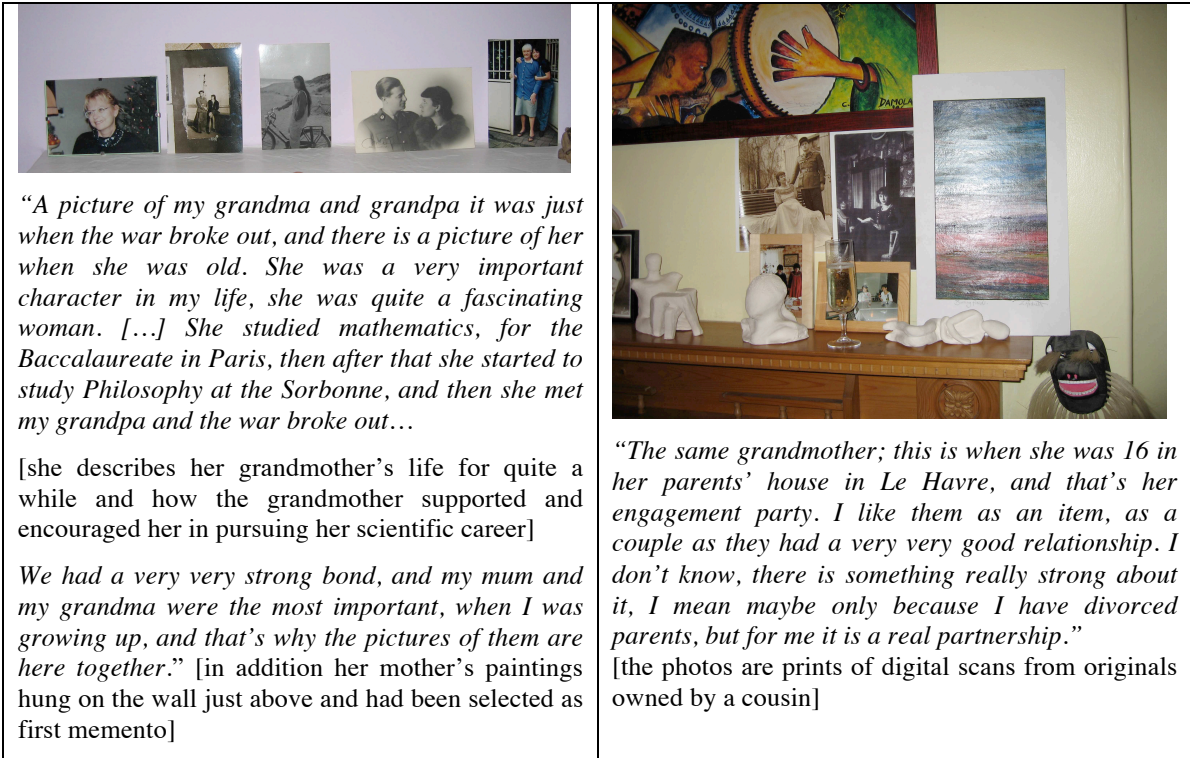 “A picture of my grandma and grandpa it was just
when the war broke out, and there is a picture of her
when she was old. She was a very important
character in my life, she was quite a fascinating
woman. […] She studied mathematics, for the
Baccalaureate in Paris, then after that she started to
study Philosophy at the Sorbonne, and then she met
my grandpa and the war broke out…
[she describes her grandmother’s life for quite a
while and how the grandmother supported and
encouraged her in pursuing her scientific career]
We had a very very strong bond, and my mum and
my grandma were the most important, when I was
growing up, and that’s why the pictures of them are
here together.” [in addition her mother’s paintings
hung on the wall just above and had been selected as
first memento]
C. DAMOLA
“The same grandmother; this is when she was 16 in
her parents’ house in Le Havre, and that’s her
engagement party. I like them as an item, as a
couple as they had a very very good relationship. I
don’t know, there is something really strong about
it, I mean maybe only because I have divorced
parents, but for me it is a real partnership.”
[the photos are prints of digital scans from originals
owned by a cousin]